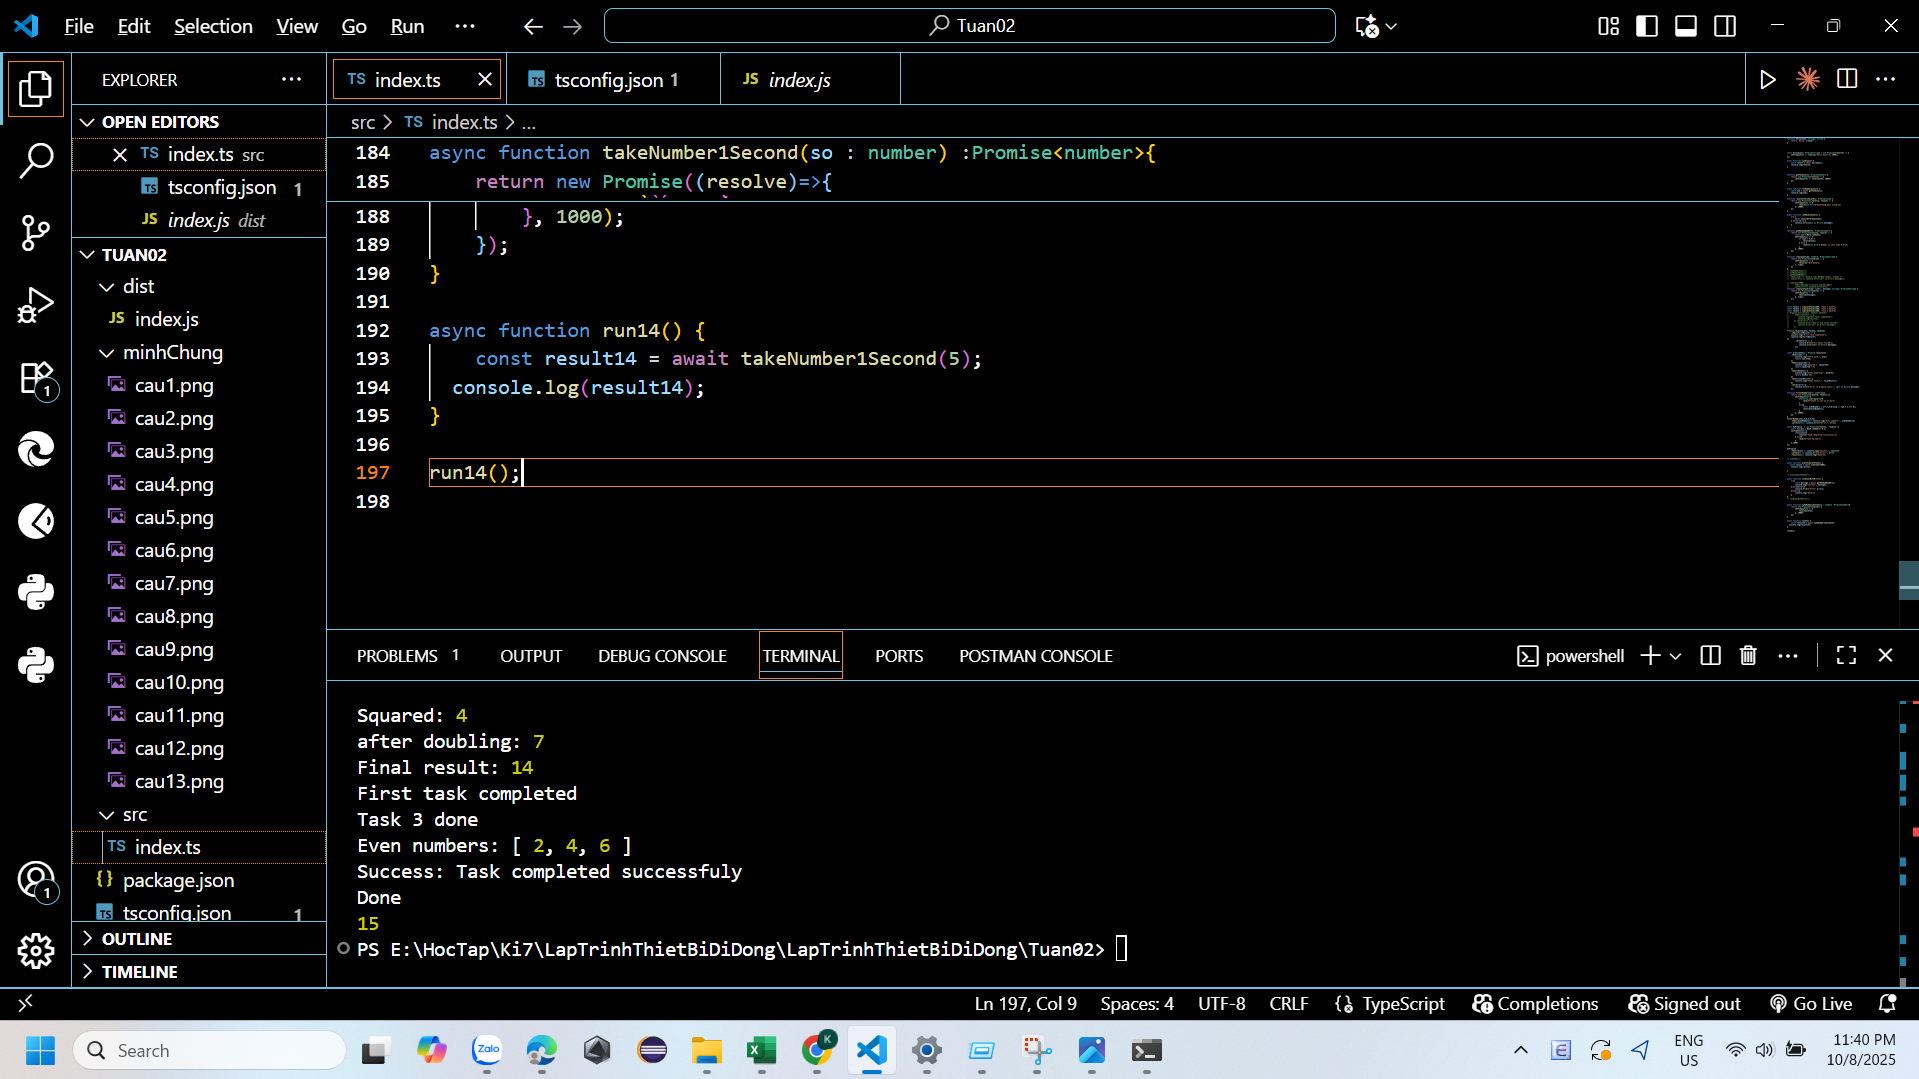 File Edit Selection View Go Run ··· Tuan02
EXPLORER
OPEN EDITORS
TS index.ts src
TS tsconfig.json 1
JS index.js dist
TUAN02
dist
JS index.js
minhChung
cau1.png
cau2.png
cau3.png
cau4.png
cau5.png
cau6.png
cau7.png
cau8.png
cau9.png
cau10.png
cau11.png
cau12.png
cau13.png
src
TS index.ts
{} package.json
TS tsconfig.json 1
OUTLINE
TIMELINE
1
1
TS index.ts
TS tsconfig.json 1
JS index.js
src > TS index.ts > ...
184 async function takeNumber1Second(so : number) :Promise<number>{
185 return new Promise((resolve)=>{
188 }, 1000);
189 });
190 }
191
192 async function run14() {
193 const result14 = await takeNumber1Second(5);
194 console.log(result14);
195 }
196
197 run14();
198
PROBLEMS 1 OUTPUT DEBUG CONSOLE TERMINAL PORTS POSTMAN CONSOLE
powershell
Squared: 4
after doubling: 7
Final result: 14
First task completed
Task 3 done
Even numbers: [ 2, 4, 6 ]
Success: Task completed successfuly
Done
15
PS E:\HocTap\Ki7\LapTrinhThietBiDiDong\LapTrinhThietBiDiDong\Tuan02>
Ln 197, Col 9 Spaces: 4 UTF-8 CRLF {} TypeScript Completions Signed out Go Live
Search
Zalo
K
ENG
US
11:40 PM
10/8/2025